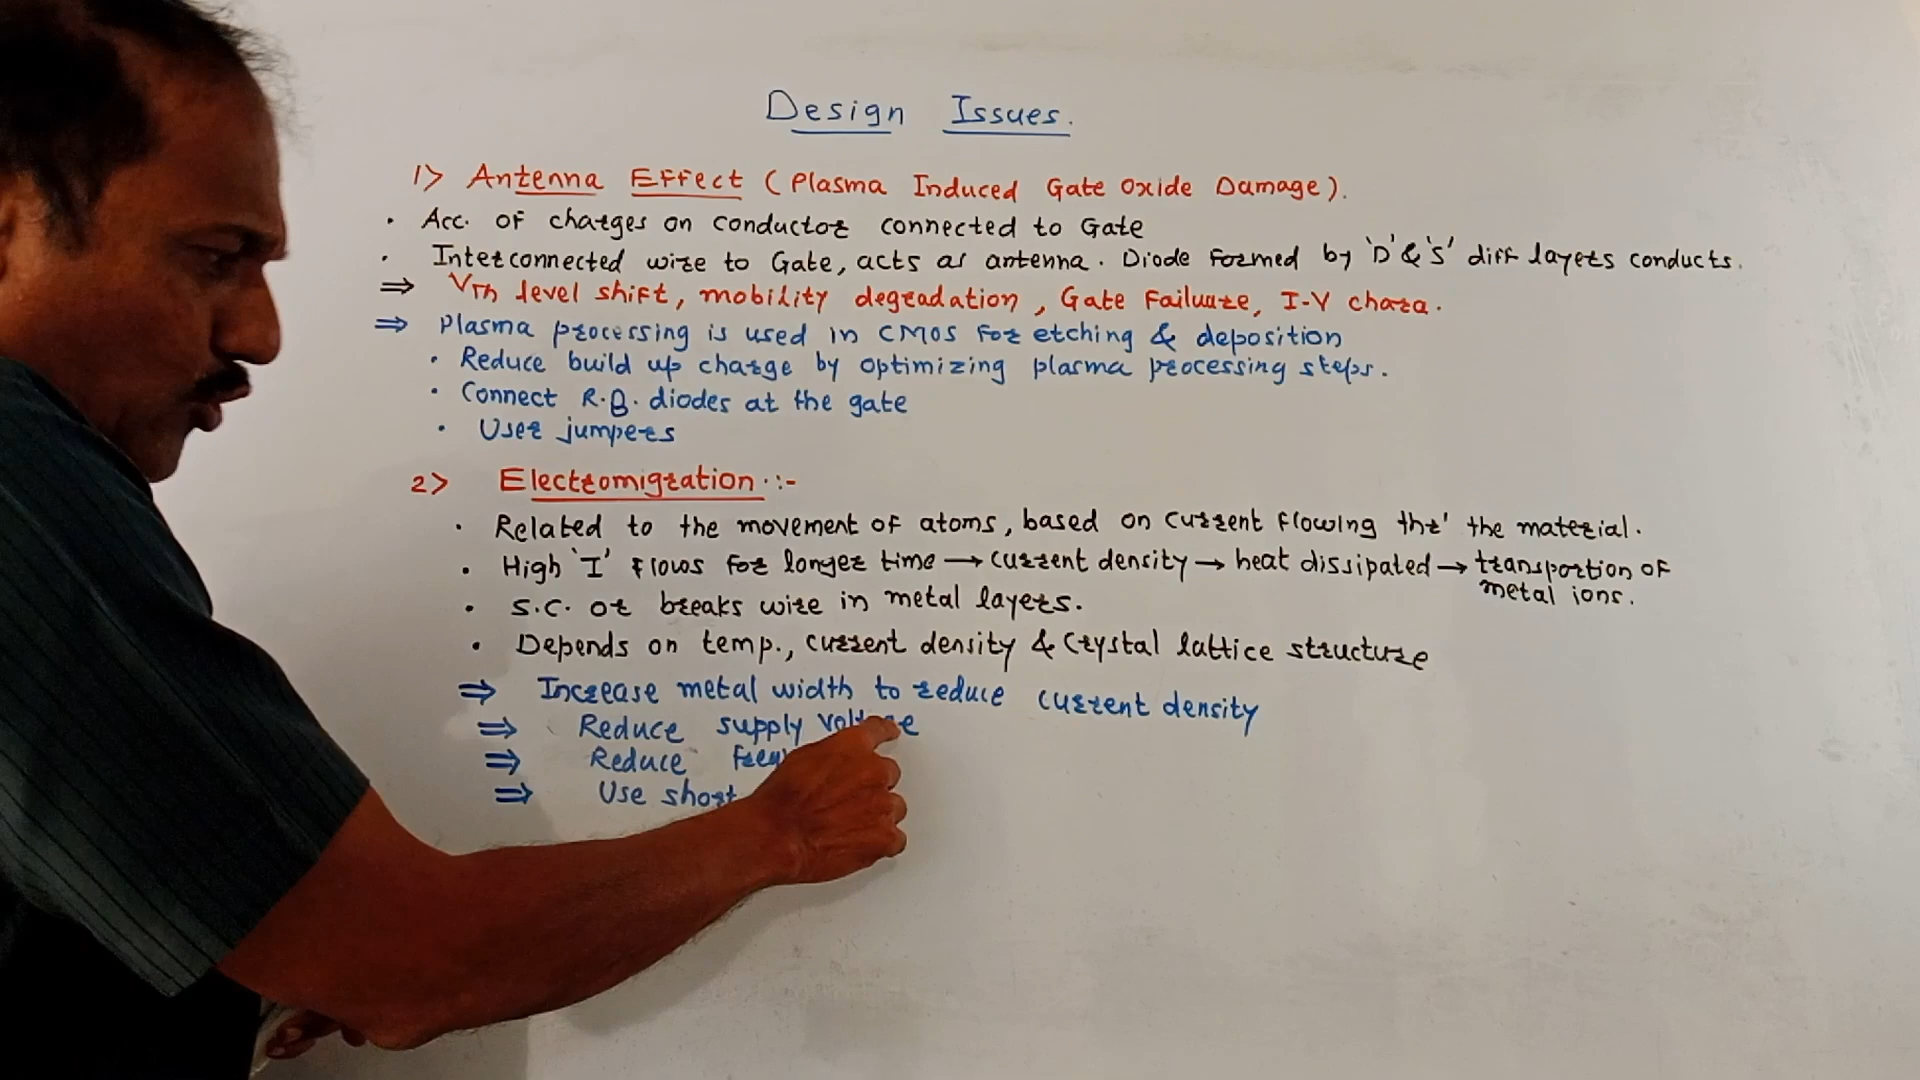 Design Issues.
1) Antenna Effect (Plasma Induced Gate Oxide Damage).
• Acc. of charges on conductor connected to Gate
• Interconnected wire to Gate, acts as antenna. Diode formed by 'D' & 'S' diff layers conducts.
⇒ VTh level shift, mobility degradation, Gate Failuure, I-V chara.
⇒ Plasma processing is used in CMOS for etching & deposition
• Reduce build up charge by optimizing plasma processing steps.
• Connect R.B. diodes at the gate
• User jumpers
2) Electromigration :-
• Related to the movement of atoms, based on current flowing thr' the material.
• High 'I' flows for longer time → current density → heat dissipated → transportion of
metal ions.
• S.C. or breaks wire in metal layers.
• Depends on temp., current density & Crystal lattice structure
⇒ Increase metal width to reduce current density
⇒ Reduce supply
⇒ Reduce
⇒ Use short